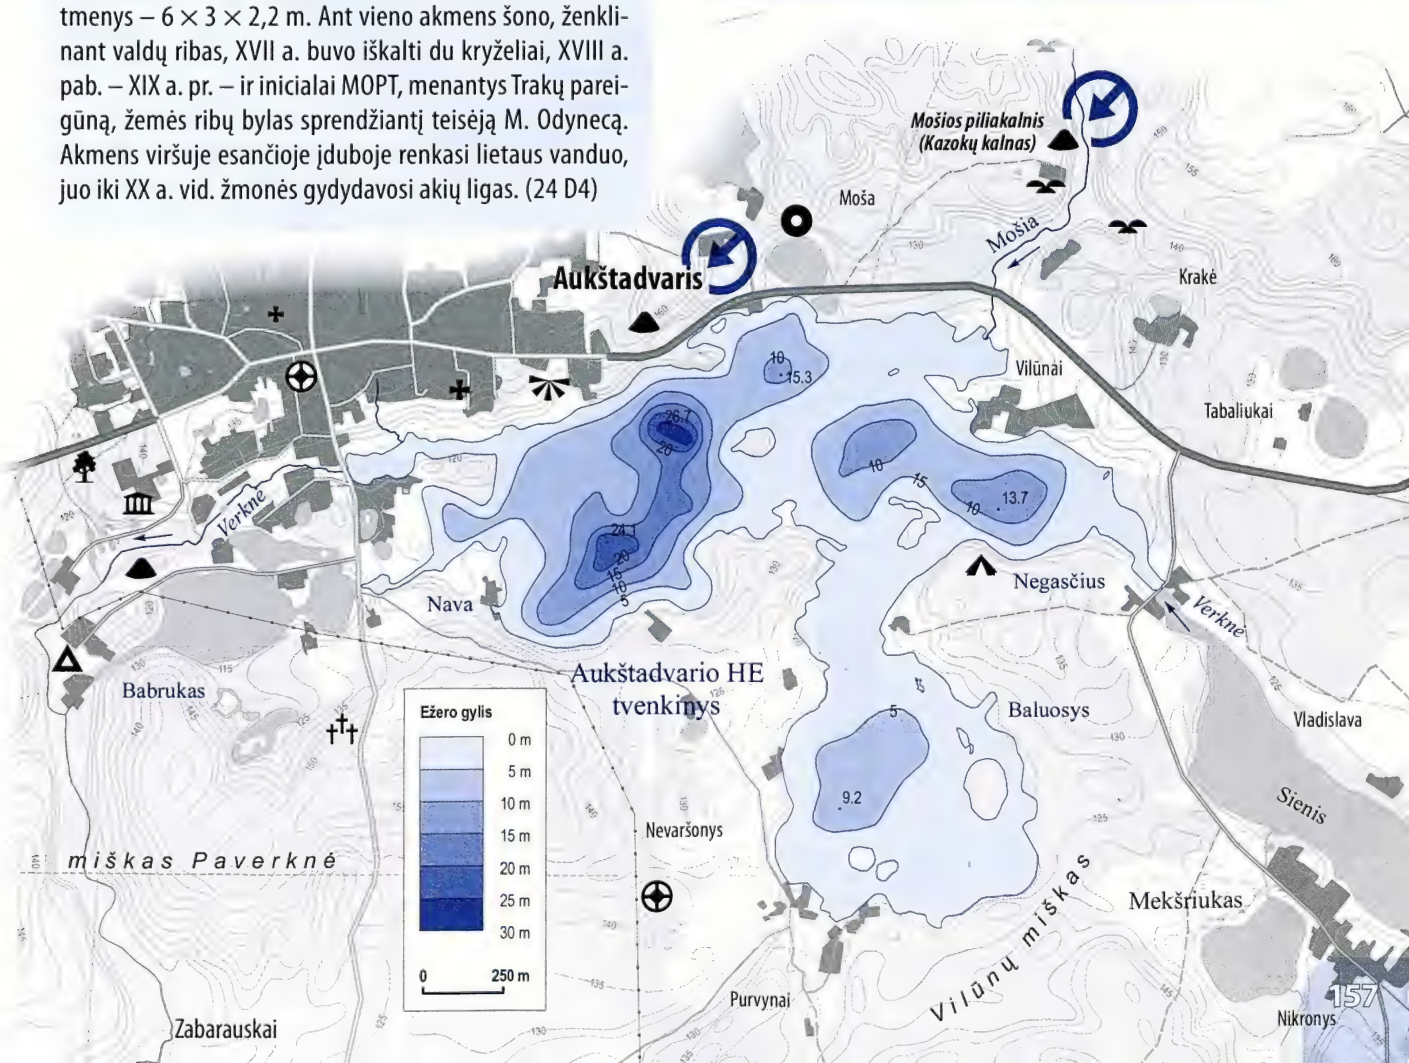 tmenys – 6 × 3 × 2,2 m. Ant vieno akmens šono, ženkli-
nant valdų ribas, XVII a. buvo iškalti du kryželiai, XVIII a.
pab. – XIX a. pr. – ir inicialai MOPT, menantys Trakų parei-
gūną, žemės ribų bylas sprendžiantį teisėją M. Odynecą.
Akmens viršuje esančioje įduboje renkasi lietaus vanduo,
juo iki XX a. vid. žmonės gydydavosi akių ligas. (24 D4)
Mošios piliakalnis
(Kazokų kalnas)
Moša
Mošia
Krakė
Aukštadvaris
Vilūnai
Tabaliukai
10
15.3
26.7
20
10
15
10
13.7
Verknė
24.1
20
15
10
5
Nava
Negasčius
Verknė
Babrukas
Aukštadvario HE
tvenkinys
Baluosys
Vladislava
5
9.2
Ežero gylis
0 m
5 m
10 m
15 m
20 m
25 m
30 m
0 250 m
Nevaršonys
Sienis
miškas Paverknė
Mekšriukas
Vilūnų miškas
Purvynai
Zabarauskai
157
Nikronys